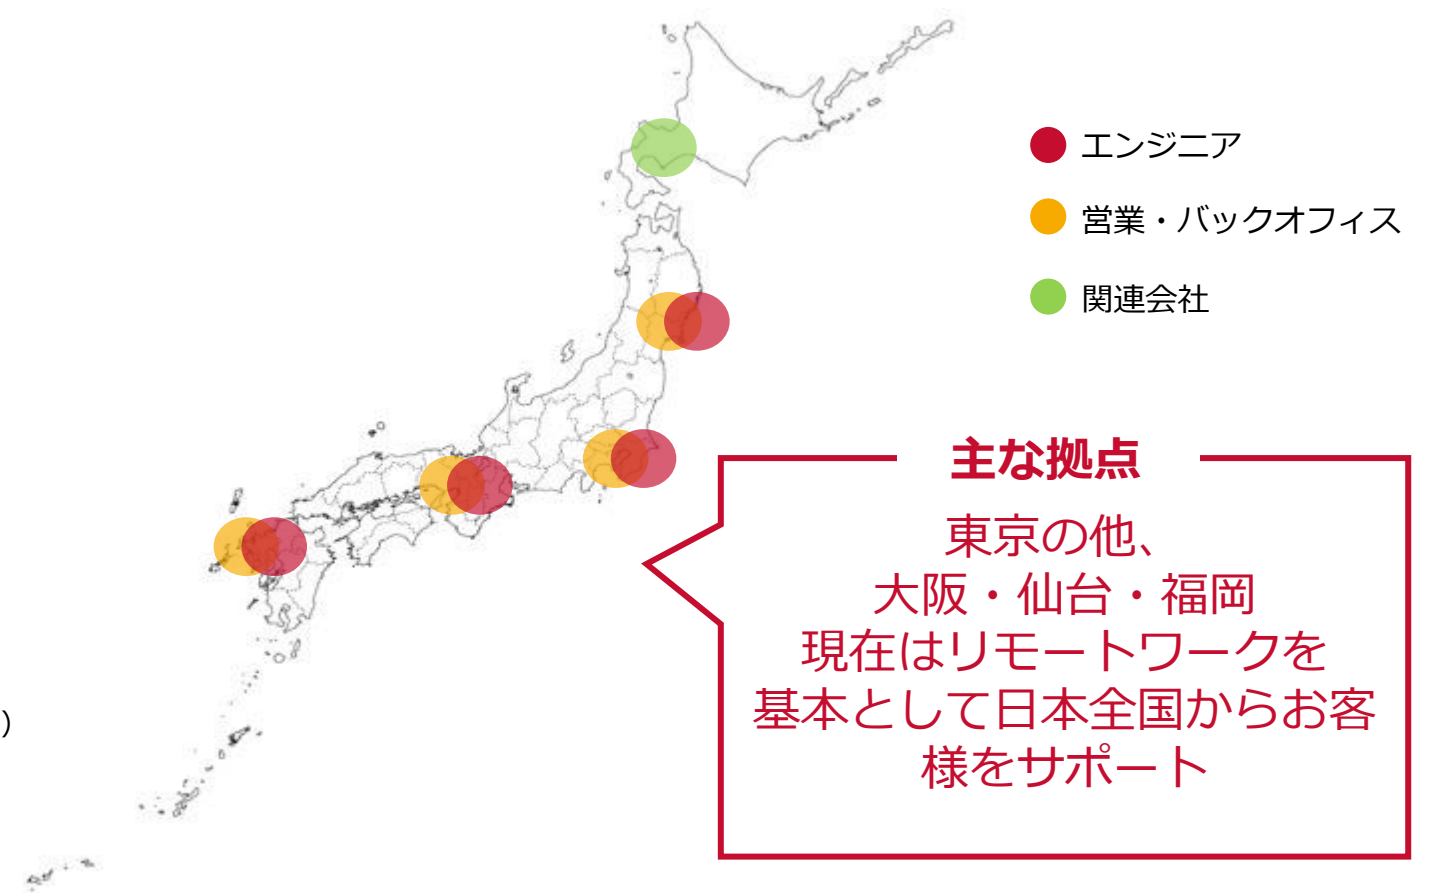 エンジニア
営業・バックオフィス
関連会社
主な拠点
東京の他、
大阪・仙台・福岡
現在はリモートワークを
基本として日本全国からお客
様をサポート
)